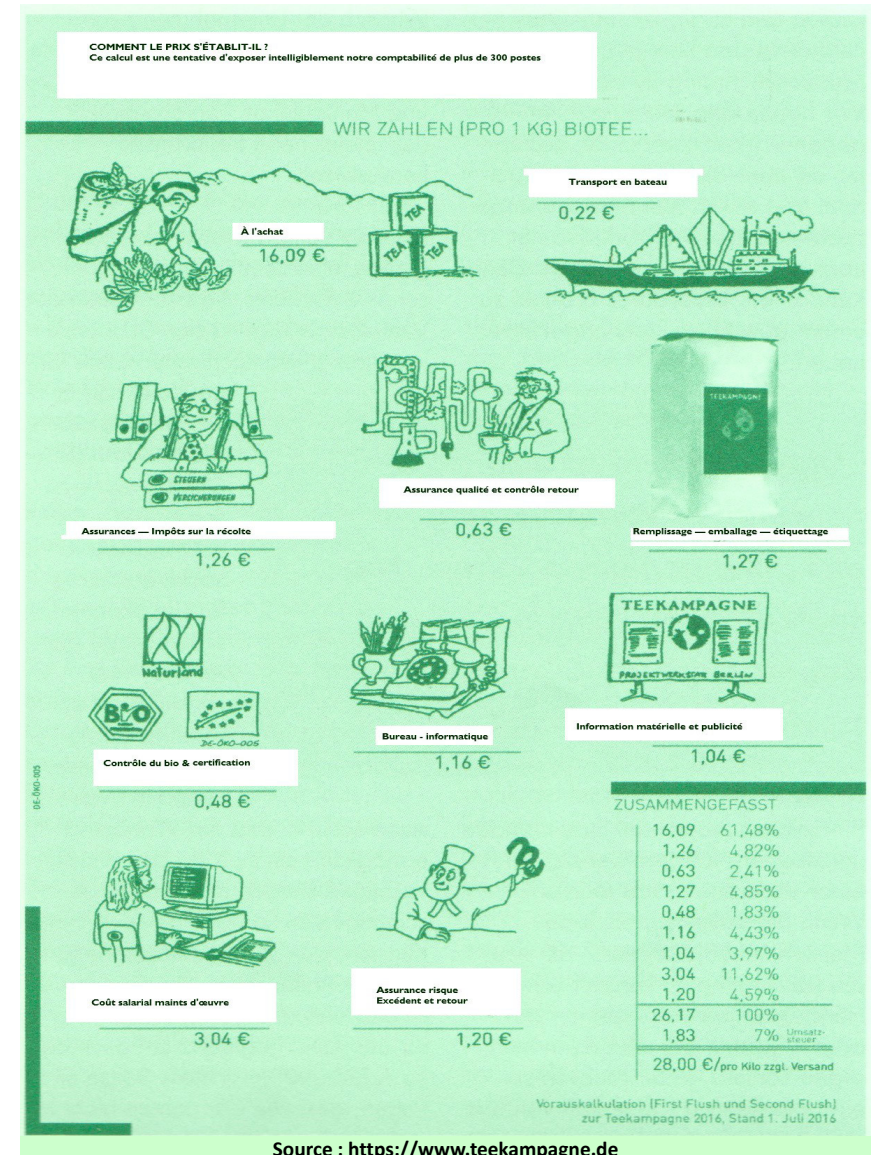 COMMENT LE PRIX S'ÉTABLIT-IL ?
Ce calcul est une tentative d'exposer intelligiblement notre comptabilité de plus de 300 postes
WIR ZAHLEN (PRO 1 KG) BIOTEE...
À l'achat
16,09 €
TEA
TEA
TEA
Transport en bateau
0,22 €
STEUERN
VERSICHERUNGEN
Assurances — Impôts sur la récolte
1,26 €
Assurance qualité et contrôle retour
0,63 €
TEEKAMPAGNE
Remplissage — emballage — étiquettage
1,27 €
Naturland
BIO
DE-ÖKO-005
Contrôle du bio & certification
0,48 €
DE-ÖKO-005
Bureau - informatique
1,16 €
TEEKAMPAGNE
PROJEKTWERKSTATT BERLIN
Information matérielle et publicité
1,04 €
Coût salarial maints d'œuvre
3,04 €
Assurance risque
Excédent et retour
1,20 €
ZUSAMMENGEFASST
16,09 61,48%
1,26 4,82%
0,63 2,41%
1,27 4,85%
0,48 1,83%
1,16 4,43%
1,04 3,97%
3,04 11,62%
1,20 4,59%
26,17 100%
1,83 7% Umsatz-
steuer
28,00 €/pro Kilo zzgl. Versand
Vorauskalkulation (First Flush und Second Flush)
zur Teekampagne 2016, Stand 1. Juli 2016
Source : https://www.teekampagne.de